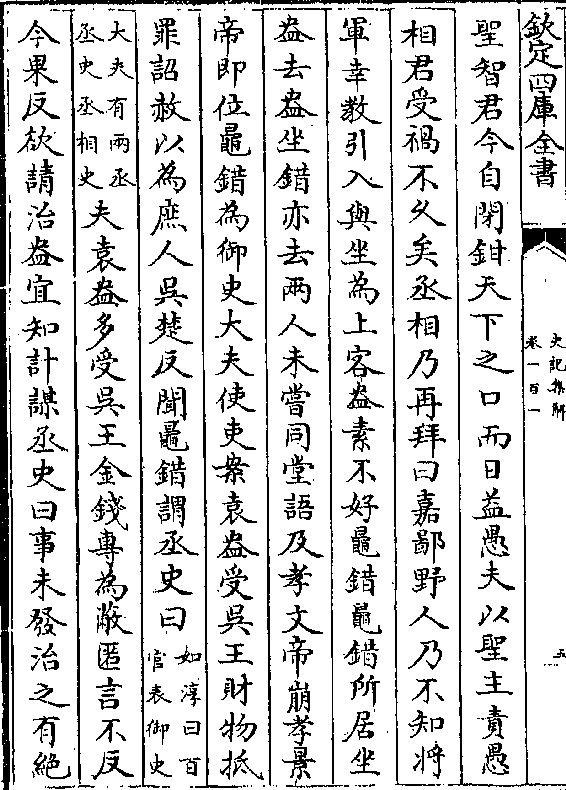 欽定四庫全書
史記集解
卷一百一
五
聖智君今自閉鉗天下之口而日益愚夫以聖主責愚
相君受禍不久矣丞相乃再拜曰嘉鄙野人乃不知將
軍幸教引入與坐為上客盎素不好鼂錯鼂錯所居坐
盎去盎坐錯亦去兩人未嘗同堂語及孝文帝崩孝景
帝即位鼂錯為御史大夫使吏案袁盎受吳王財物抵
罪詔赦以為庶人吳楚反聞鼂錯謂丞史曰
如淳曰百
官表御史
大夫有兩丞
丞史丞相史
夫袁盎多受吳王金錢專為蔽匿言不反
今果反欲請治盎宜知計謀丞史曰事未發治之有絶